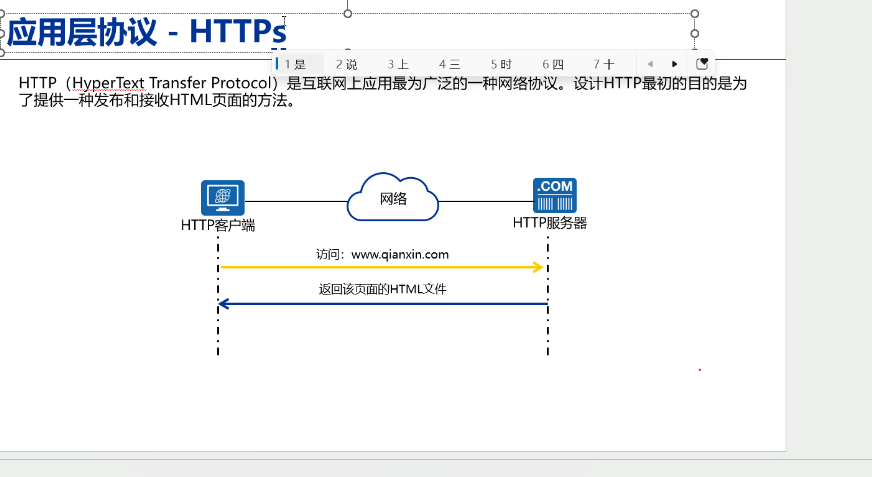 应用层协议 - HTTPs
1 是 2 说 3 上 4 三 5 时 6 四 7 十
HTTP（HyperText Transfer Protocol）是互联网上应用最为广泛的一种网络协议。设计HTTP最初的目的是为
了提供一种发布和接收HTML页面的方法。
.COM
网络
HTTP客户端
HTTP服务器
访问：www.qianxin.com
返回该页面的HTML文件